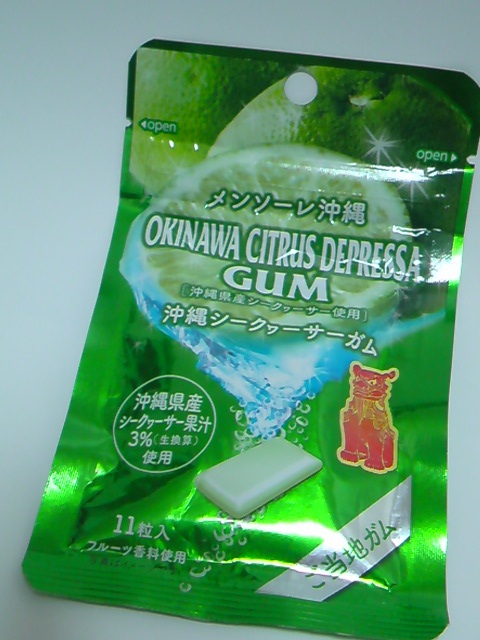 ◀open
open▶
メンソーレ沖縄
OKINAWA CITRUS DEPRESSA
GUM
[沖縄県産シークヮーサー使用]
沖縄シークヮーサーガム
沖縄県産
シークヮーサー果汁
3%(生換算)
使用
11粒入
フルーツ香料使用
ご当地ガム